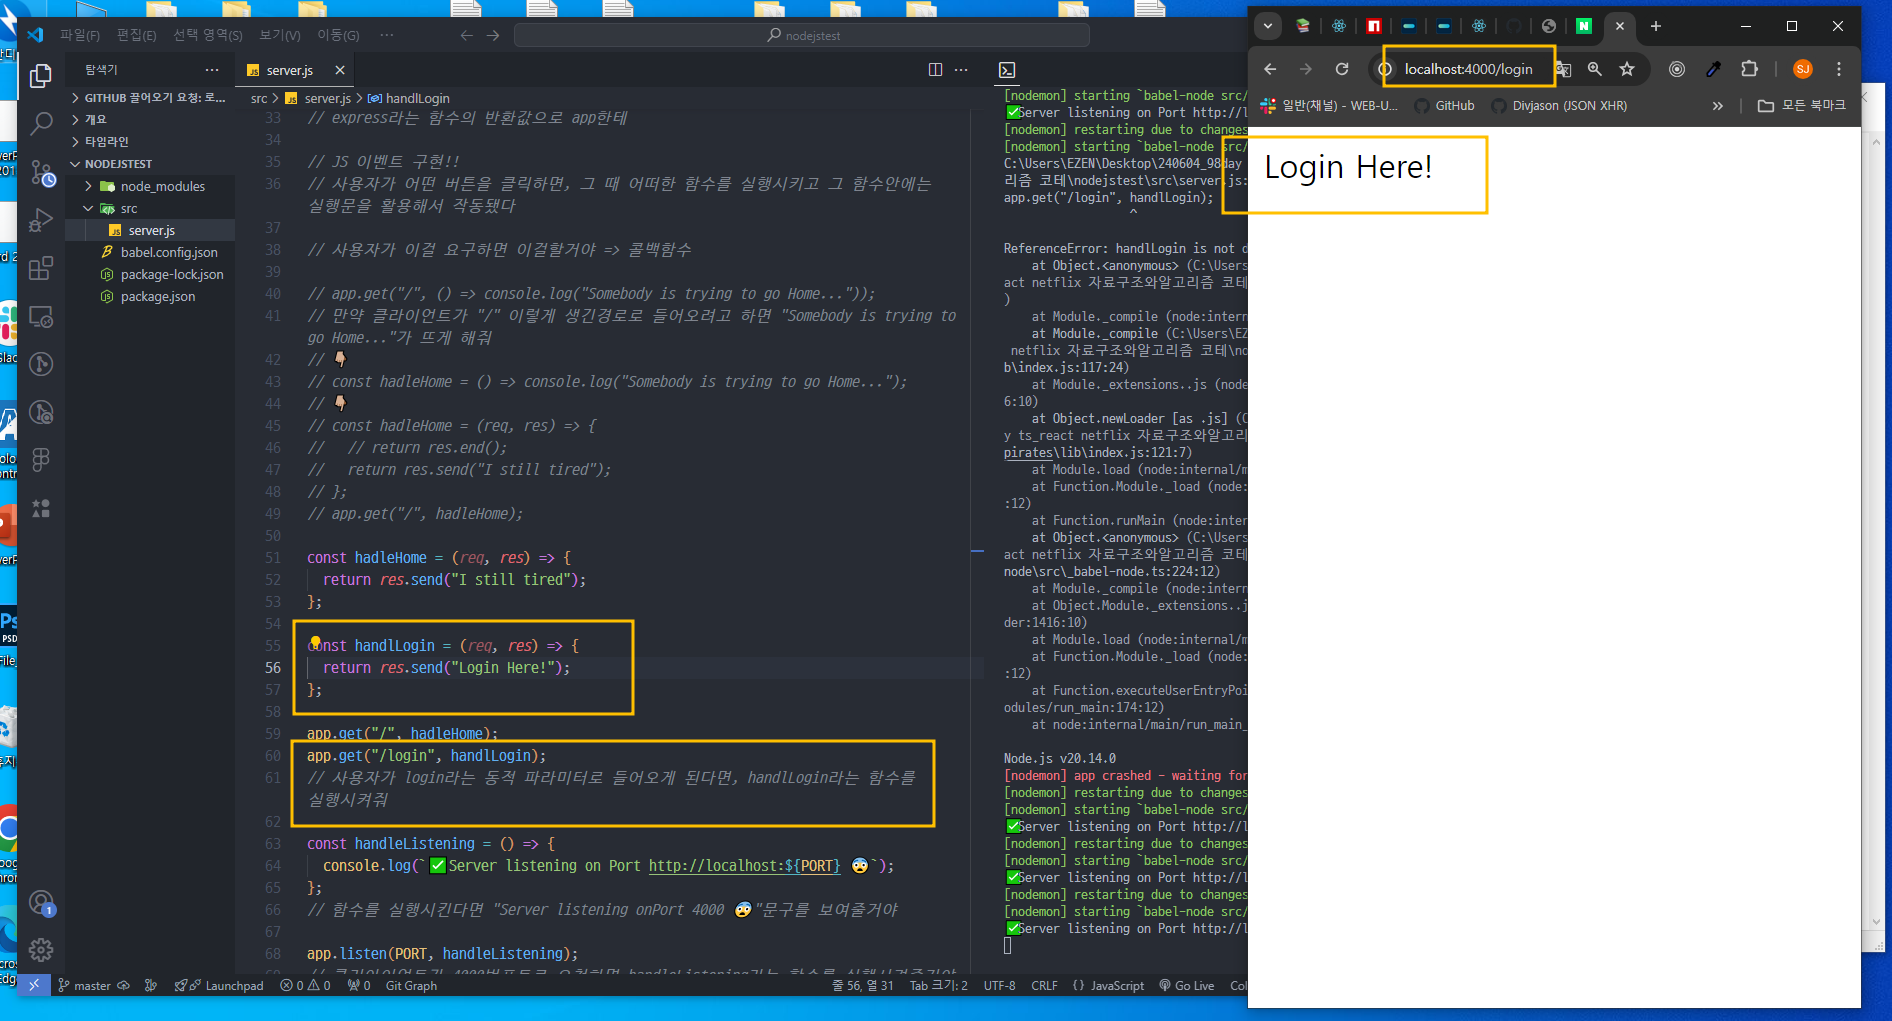 파일(F) 편집(E) 선택 영역(S) 보기(V) 이동(G) ··· nodejstest
탐색기 ···
GITHUB 끌어오기 요청: 로...
개요
타임라인
NODEJSTEST
node_modules
src
server.js
babel.config.json
package-lock.json
package.json
server.js
src > server.js > handlLogin
33 // express라는 함수의 반환값으로 app한테
34
35 // JS 이벤트 구현!!
36 // 사용자가 어떤 버튼을 클릭하면, 그 때 어떠한 함수를 실행시키고 그 함수안에는
실행문을 활용해서 작동됐다
37
38 // 사용자가 이걸 요구하면 이걸할거야 => 콜백함수
39
40 // app.get("/", () => console.log("Somebody is trying to go Home..."));
41 // 만약 클라이언트가 "/" 이렇게 생긴경로로 들어오려고 하면 "Somebody is trying to
go Home..."가 뜨게 해줘
42 // 👇🏼
43 // const hadleHome = () => console.log("Somebody is trying to go Home...");
44 // 👇🏼
45 // const hadleHome = (req, res) => {
46 //   // return res.end();
47 //   return res.send("I still tired");
48 // };
49 // app.get("/", hadleHome);
50
51 const hadleHome = (req, res) => {
52   return res.send("I still tired");
53 };
54
55 const handlLogin = (req, res) => {
56   return res.send("Login Here!");
57 };
58
59 app.get("/", hadleHome);
60 app.get("/login", handlLogin);
61 // 사용자가 login라는 동적 파라미터로 들어오게 된다면, handlLogin라는 함수를
실행시켜줘
62
63 const handleListening = () => {
64   console.log(`✅Server listening on Port http://localhost:${PORT} 😨`);
65 };
66 // 함수를 실행시킨다면 "Server listening onPort 4000 😨"문구를 보여줄거야
67
68 app.listen(PORT, handleListening);
[nodemon] starting `babel-node src/
✅Server listening on Port http://l
[nodemon] restarting due to changes
[nodemon] starting `babel-node src/
C:\Users\EZEN\Desktop\240604_98day
리즘 코테\nodejstest\src\server.js:
app.get("/login", handlLogin);
^
ReferenceError: handlLogin is not d
at Object.<anonymous> (C:\Users
act netflix 자료구조와알고리즘 코테
)
at Module._compile (node:intern
at Module._compile (C:\Users\EZ
netflix 자료구조와알고리즘 코테\no
b\index.js:117:24)
at Module._extensions..js (node
6:10)
at Object.newLoader [as .js] (C
y ts_react netflix 자료구조와알고리
pirates\lib\index.js:121:7)
at Module.load (node:internal/m
at Function.Module._load (node:
:12)
at Function.runMain (node:inter
at Object.<anonymous> (C:\Users
act netflix 자료구조와알고리즘 코테
node\src\_babel-node.ts:224:12)
at Module._compile (node:intern
at Object.Module._extensions..j
der:1416:10)
at Module.load (node:internal/m
at Function.Module._load (node:
:12)
at Function.executeUserEntryPoi
odules/run_main:174:12)
at node:internal/main/run_main_
Node.js v20.14.0
[nodemon] app crashed - waiting for
[nodemon] restarting due to changes
[nodemon] starting `babel-node src/
✅Server listening on Port http://l
[nodemon] restarting due to changes
[nodemon] starting `babel-node src/
✅Server listening on Port http://l
[nodemon] restarting due to changes
[nodemon] starting `babel-node src/
✅Server listening on Port http://l
master Launchpad 0 0 0 Git Graph 줄 56, 열 31 Tab 크기: 2 UTF-8 CRLF {} JavaScript Go Live Col
localhost:4000/login
SJ
일반(채널) - WEB-U... GitHub Divjason (JSON XHR) » 모든 북마크
Login Here!